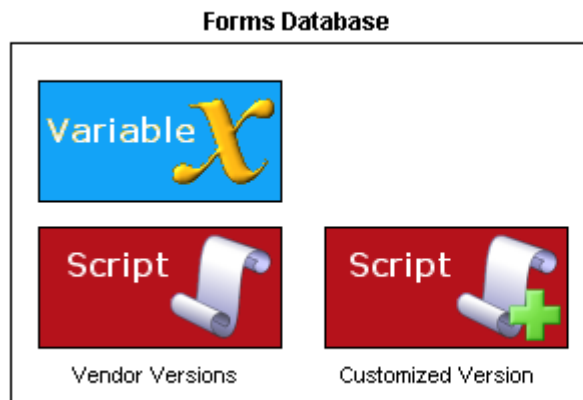 Forms Database
Variable X
Script
Script
Vendor Versions
Customized Version